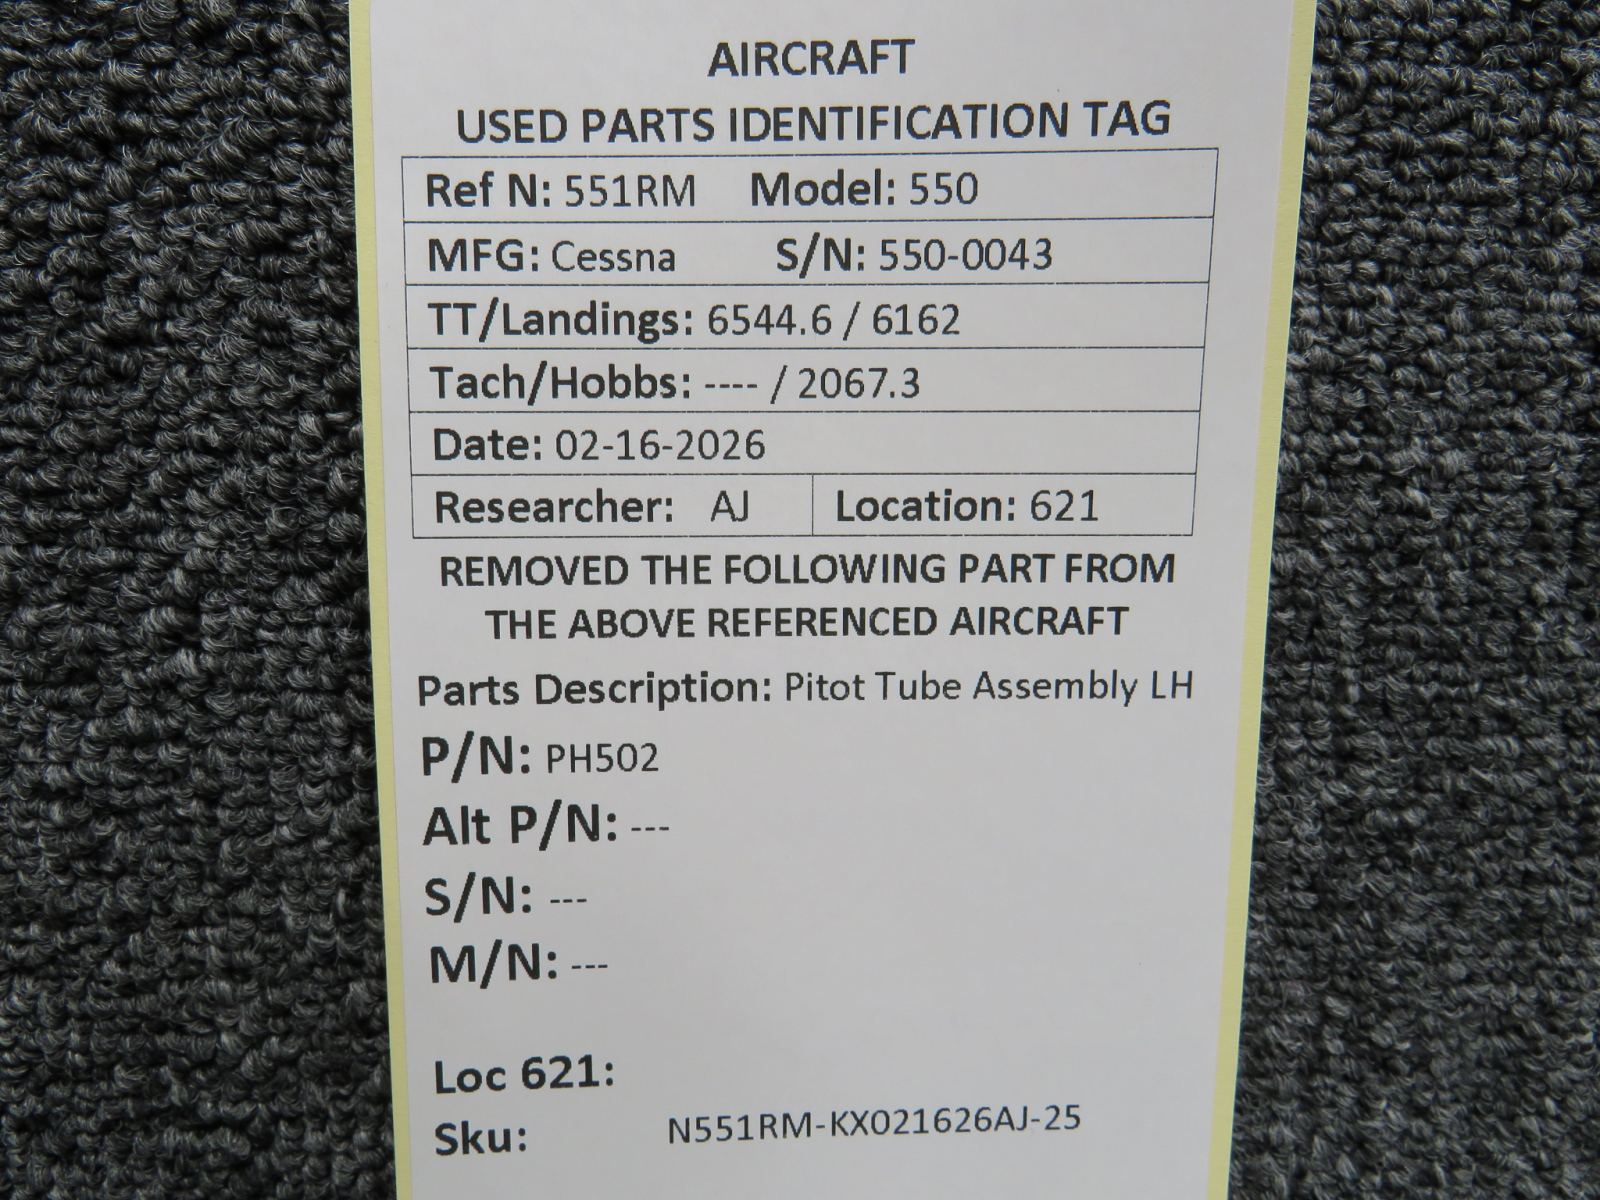 AIRCRAFT
USED PARTS IDENTIFICATION TAG
Ref N: 551RM Model: 550
MFG: Cessna S/N: 550-0043
TT/Landings: 6544.6 / 6162
Tach/Hobbs: ---- / 2067.3
Date: 02-16-2026
Researcher: AJ Location: 621
REMOVED THE FOLLOWING PART FROM
THE ABOVE REFERENCED AIRCRAFT
Parts Description: Pitot Tube Assembly LH
P/N: PH502
Alt P/N: ---
S/N: ---
M/N: ---
Loc 621:
Sku: N551RM-KX021626AJ-25